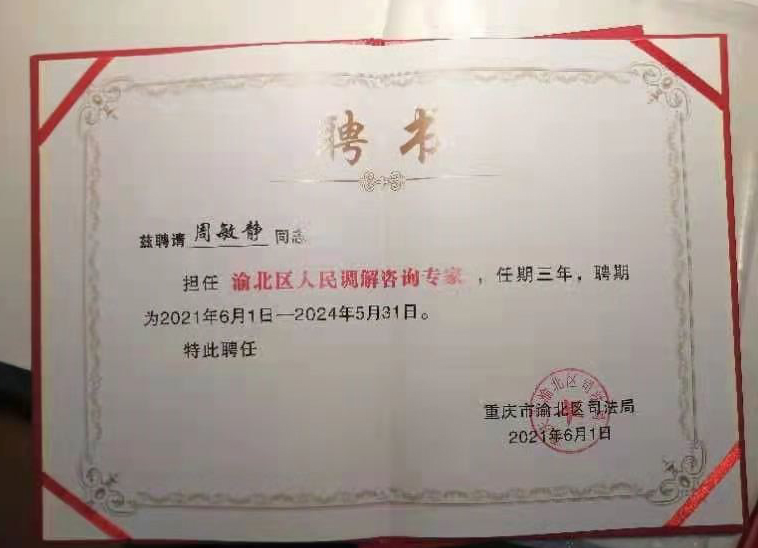 聘书
兹聘请 周敏静 同志
担任 渝北区人民调解咨询专家，任期三年，聘期
为2021年6月1日—2024年5月31日。
特此聘任
重庆市渝北区司法局
2021年6月1日